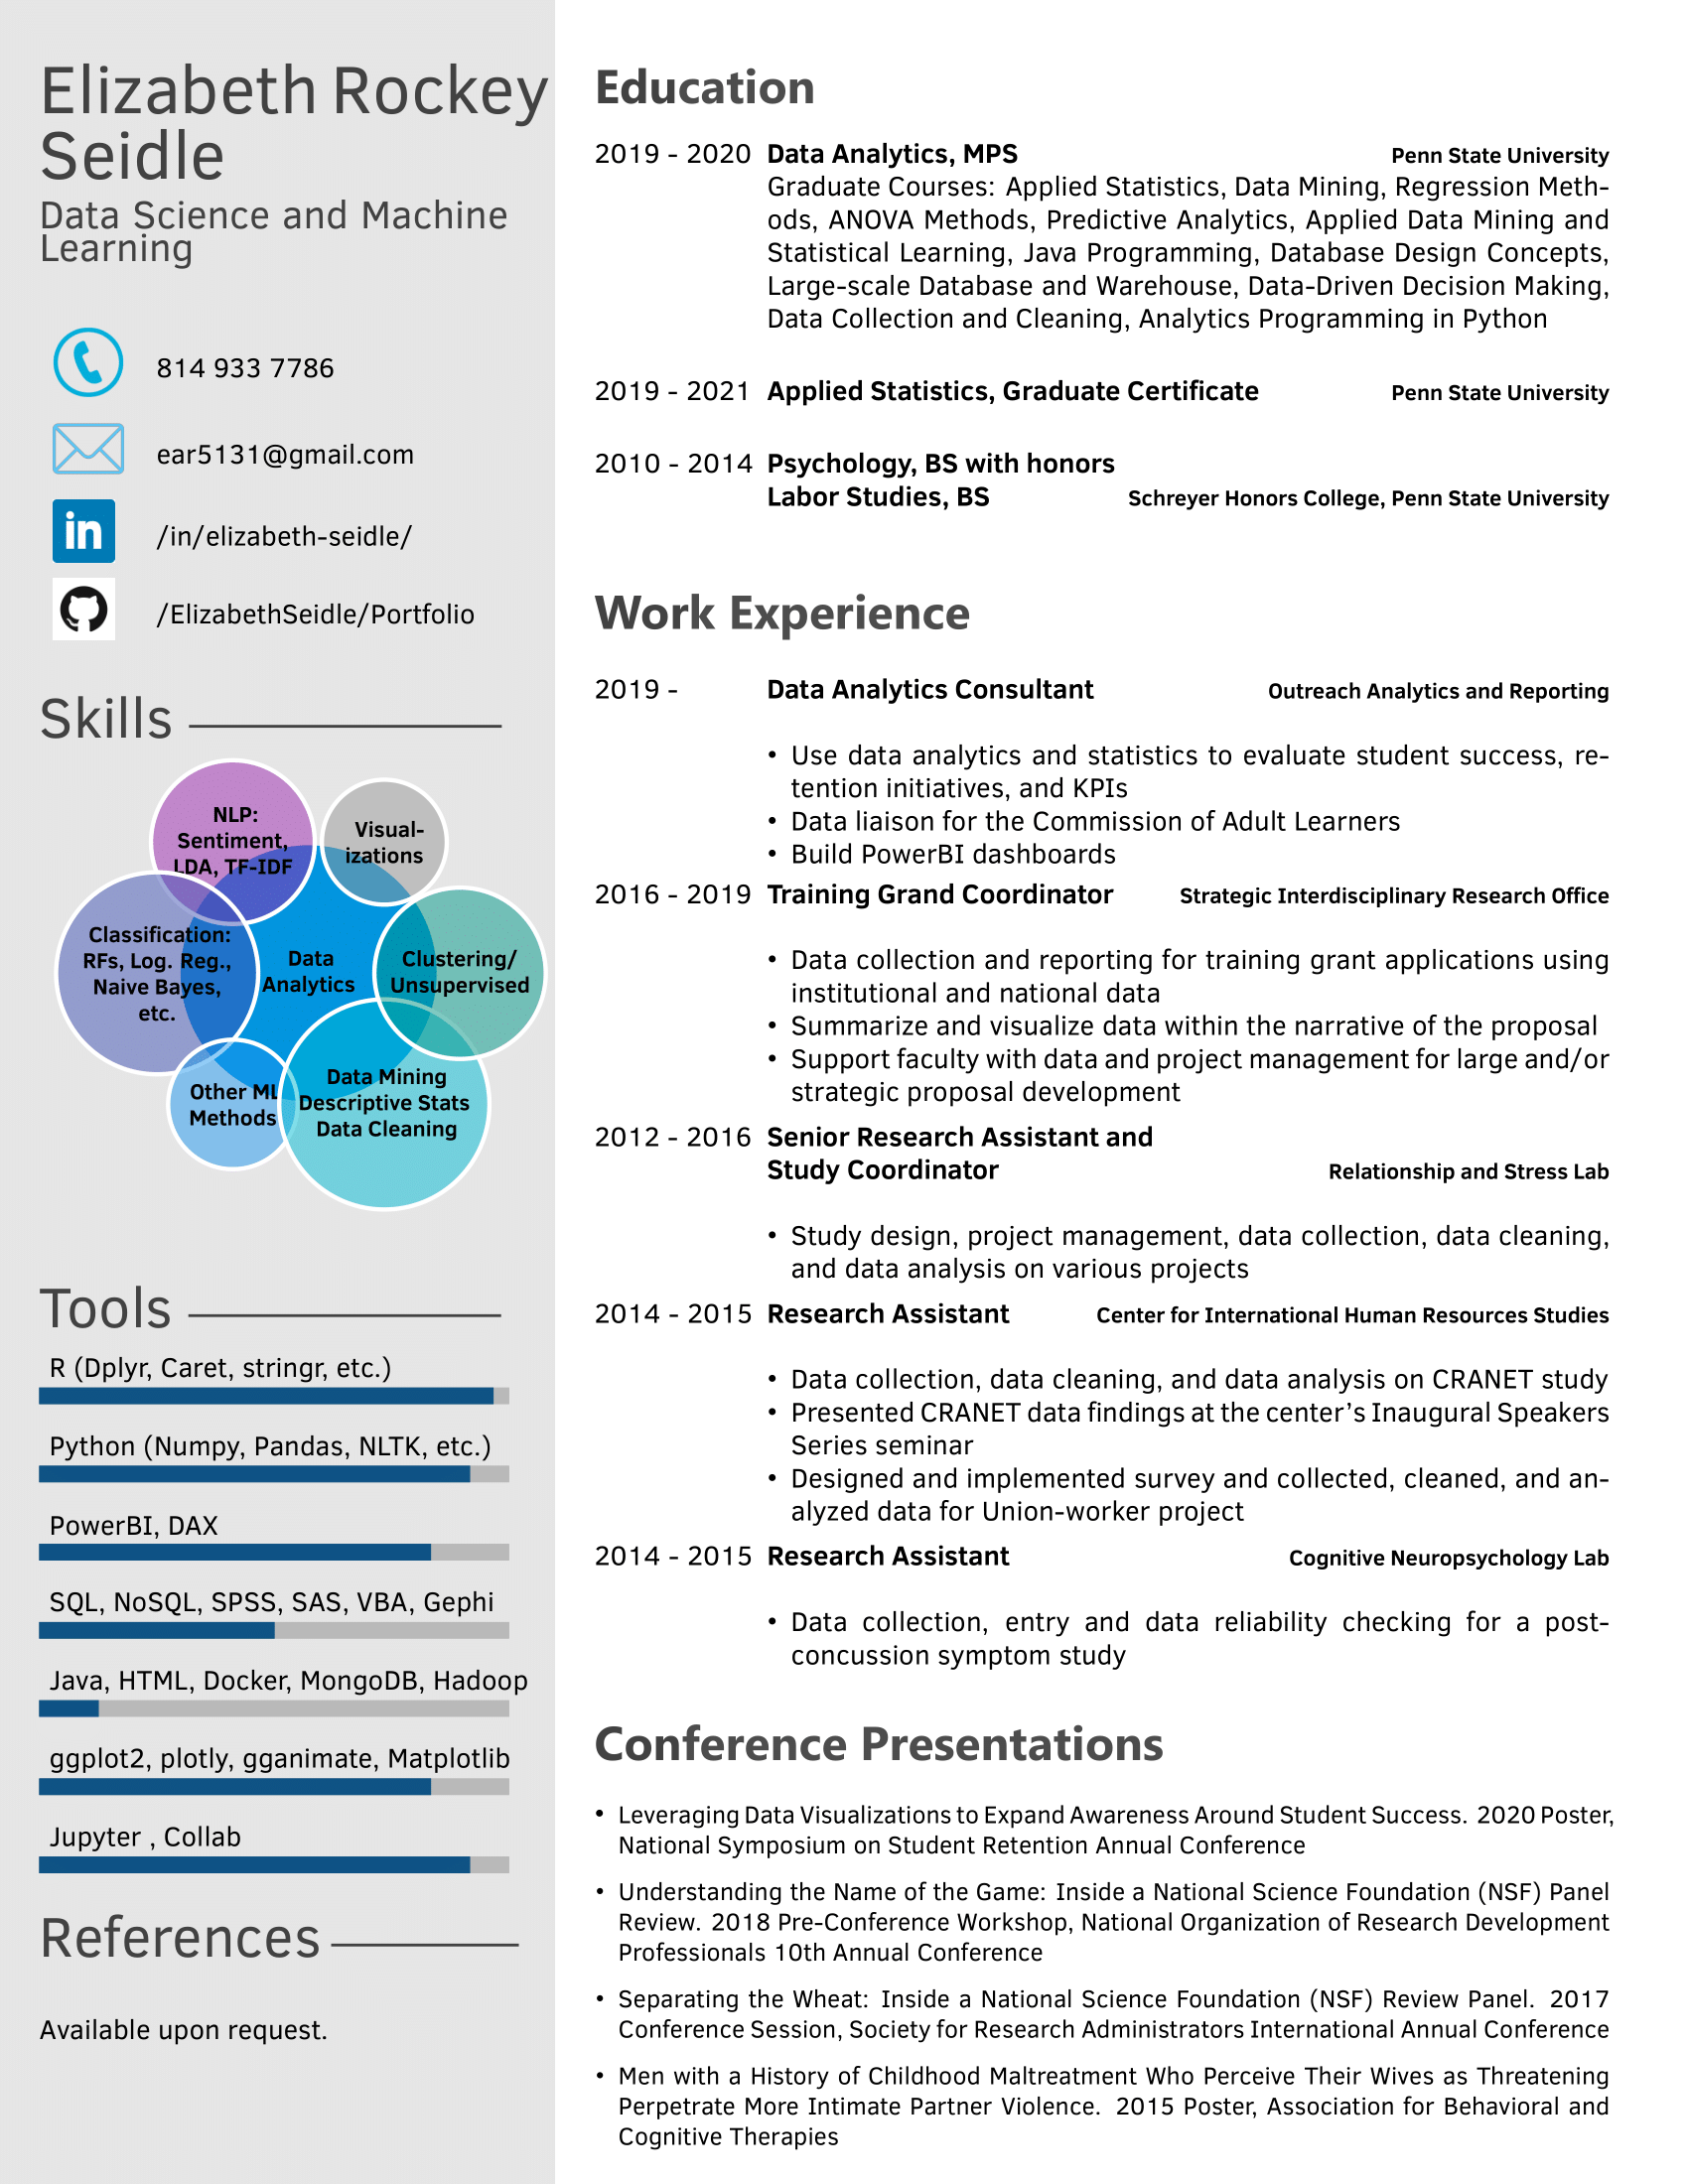 Elizabeth Rockey
Seidle
Data Science and Machine
Learning
814 933 7786
ear5131@gmail.com
in
/in/elizabeth-seidle/
/ElizabethSeidle/Portfolio
Skills
NLP:
Sentiment,
LDA, TF-IDF
Visual-
izations
Classification:
RFs, Log. Reg.,
Naive Bayes,
etc.
Data
Analytics
Clustering/
Unsupervised
Other ML
Methods
Data Mining
Descriptive Stats
Data Cleaning
Tools
R (Dplyr, Caret, stringr, etc.)
Python (Numpy, Pandas, NLTK, etc.)
PowerBI, DAX
SQL, NoSQL, SPSS, SAS, VBA, Gephi
Java, HTML, Docker, MongoDB, Hadoop
ggplot2, plotly, gganimate, Matplotlib
Jupyter , Collab
References
Available upon request.
Education
2019 - 2020 Data Analytics, MPS Penn State University
Graduate Courses: Applied Statistics, Data Mining, Regression Meth-
ods, ANOVA Methods, Predictive Analytics, Applied Data Mining and
Statistical Learning, Java Programming, Database Design Concepts,
Large-scale Database and Warehouse, Data-Driven Decision Making,
Data Collection and Cleaning, Analytics Programming in Python
2019 - 2021 Applied Statistics, Graduate Certificate Penn State University
2010 - 2014 Psychology, BS with honors
Labor Studies, BS Schreyer Honors College, Penn State University
Work Experience
2019 - Data Analytics Consultant Outreach Analytics and Reporting
• Use data analytics and statistics to evaluate student success, re-
tention initiatives, and KPIs
• Data liaison for the Commission of Adult Learners
• Build PowerBI dashboards
2016 - 2019 Training Grand Coordinator Strategic Interdisciplinary Research Office
• Data collection and reporting for training grant applications using
institutional and national data
• Summarize and visualize data within the narrative of the proposal
• Support faculty with data and project management for large and/or
strategic proposal development
2012 - 2016 Senior Research Assistant and
Study Coordinator Relationship and Stress Lab
• Study design, project management, data collection, data cleaning,
and data analysis on various projects
2014 - 2015 Research Assistant Center for International Human Resources Studies
• Data collection, data cleaning, and data analysis on CRANET study
• Presented CRANET data findings at the center's Inaugural Speakers
Series seminar
• Designed and implemented survey and collected, cleaned, and an-
alyzed data for Union-worker project
2014 - 2015 Research Assistant Cognitive Neuropsychology Lab
• Data collection, entry and data reliability checking for a post-
concussion symptom study
Conference Presentations
• Leveraging Data Visualizations to Expand Awareness Around Student Success. 2020 Poster,
National Symposium on Student Retention Annual Conference
• Understanding the Name of the Game: Inside a National Science Foundation (NSF) Panel
Review. 2018 Pre-Conference Workshop, National Organization of Research Development
Professionals 10th Annual Conference
• Separating the Wheat: Inside a National Science Foundation (NSF) Review Panel. 2017
Conference Session, Society for Research Administrators International Annual Conference
• Men with a History of Childhood Maltreatment Who Perceive Their Wives as Threatening
Perpetrate More Intimate Partner Violence. 2015 Poster, Association for Behavioral and
Cognitive Therapies